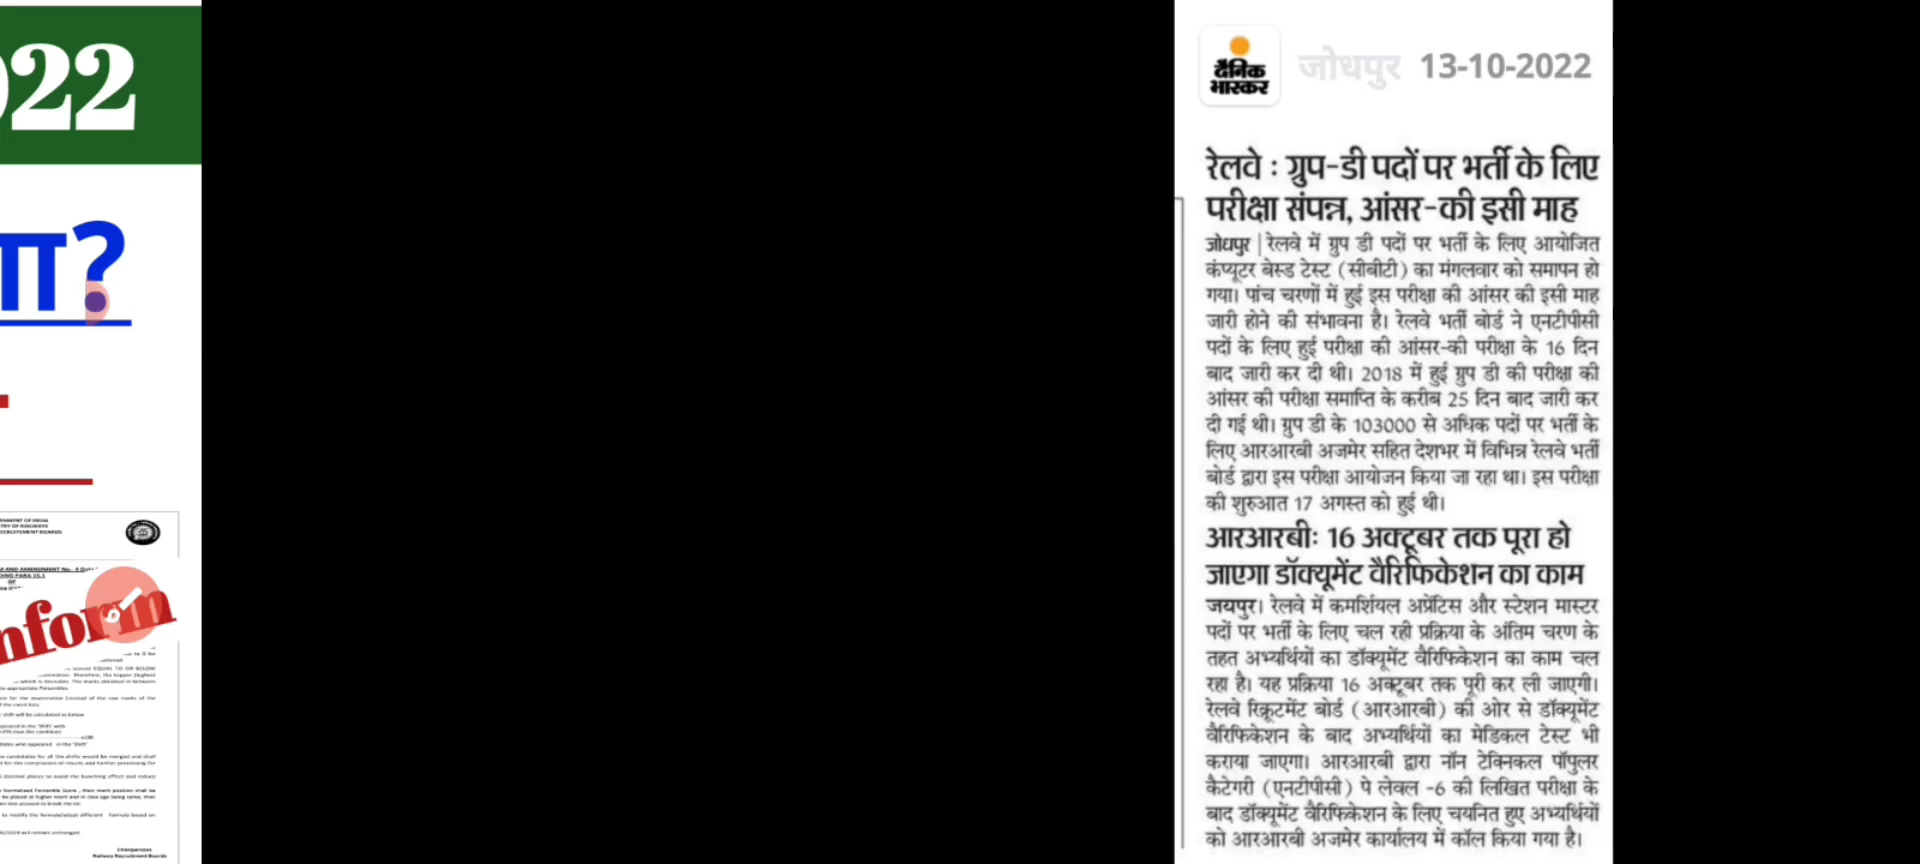 022
ा?
inform
Chairpersons
Railway Recruitment Boards
दैनिक
भास्कर
जोधपुर 13-10-2022
रेलवे : ग्रुप-डी पदों पर भर्ती के लिए
परीक्षा संपन्न, आंसर-की इसी माह
जोधपुर | रेलवे में ग्रुप डी पदों पर भर्ती के लिए आयोजित
कंप्यूटर बेस्ड टेस्ट (सीबीटी) का मंगलवार को समापन हो
गया। पांच चरणों में हुई इस परीक्षा की आंसर की इसी माह
जारी होने की संभावना है। रेलवे भर्ती बोर्ड ने एनटीपीसी
पदों के लिए हुई परीक्षा की आंसर-की परीक्षा के 16 दिन
बाद जारी कर दी थी। 2018 में हुई ग्रुप डी की परीक्षा की
आंसर की परीक्षा समाप्ति के करीब 25 दिन बाद जारी कर
दी गई थी। ग्रुप डी के 103000 से अधिक पदों पर भर्ती के
लिए आरआरबी अजमेर सहित देशभर में विभिन्न रेलवे भर्ती
बोर्ड द्वारा इस परीक्षा आयोजन किया जा रहा था। इस परीक्षा
की शुरुआत 17 अगस्त को हुई थी।
आरआरबी: 16 अक्टूबर तक पूरा हो
जाएगा डॉक्यूमेंट वैरिफिकेशन का काम
जयपुर। रेलवे में कमर्शियल अप्रेंटिस और स्टेशन मास्टर
पदों पर भर्ती के लिए चल रही प्रक्रिया के अंतिम चरण के
तहत अभ्यर्थियों का डॉक्यूमेंट वैरिफिकेशन का काम चल
रहा है। यह प्रक्रिया 16 अक्टूबर तक पूरी कर ली जाएगी।
रेलवे रिक्रूटमेंट बोर्ड (आरआरबी) की ओर से डॉक्यूमेंट
वैरिफिकेशन के बाद अभ्यर्थियों का मेडिकल टेस्ट भी
कराया जाएगा। आरआरबी द्वारा नॉन टेक्निकल पॉपुलर
कैटेगरी (एनटीपीसी) पे लेवल -6 की लिखित परीक्षा के
बाद डॉक्यूमेंट वैरिफिकेशन के लिए चयनित हुए अभ्यर्थियों
को आरआरबी अजमेर कार्यालय में कॉल किया गया है।